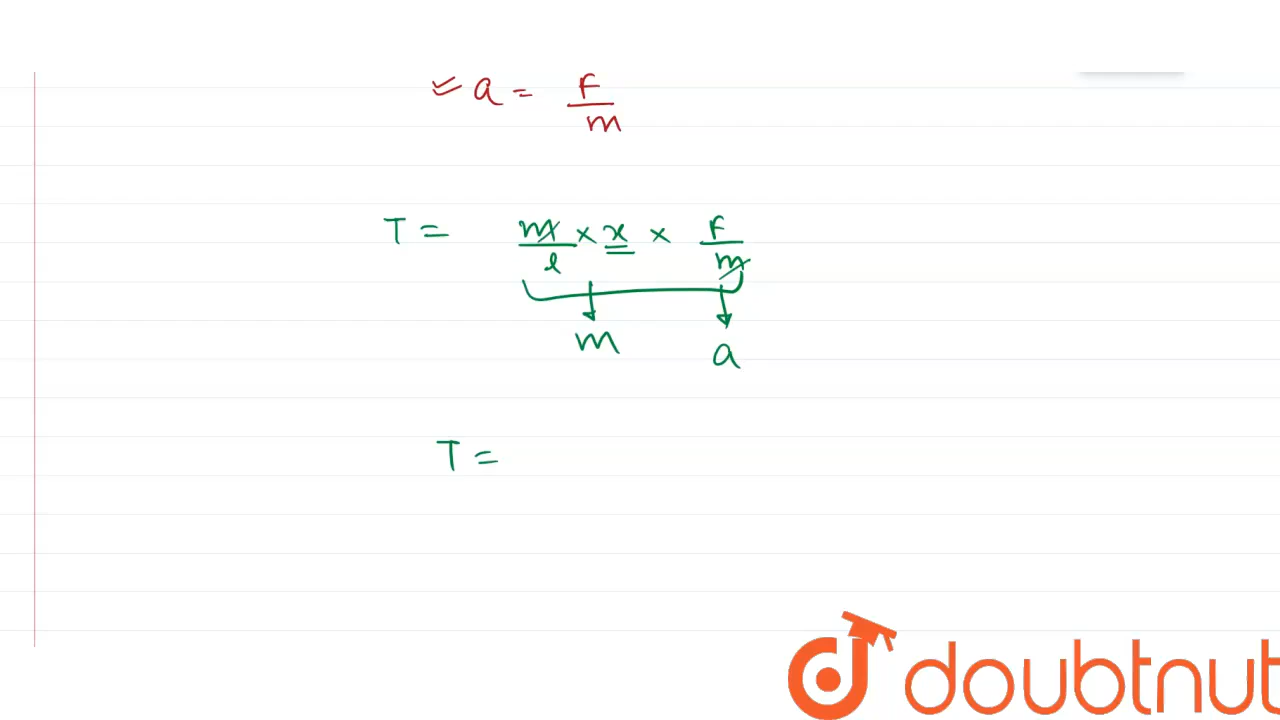 a = F/m
T = m/l × x × F/m
m a
T =
doubtnut